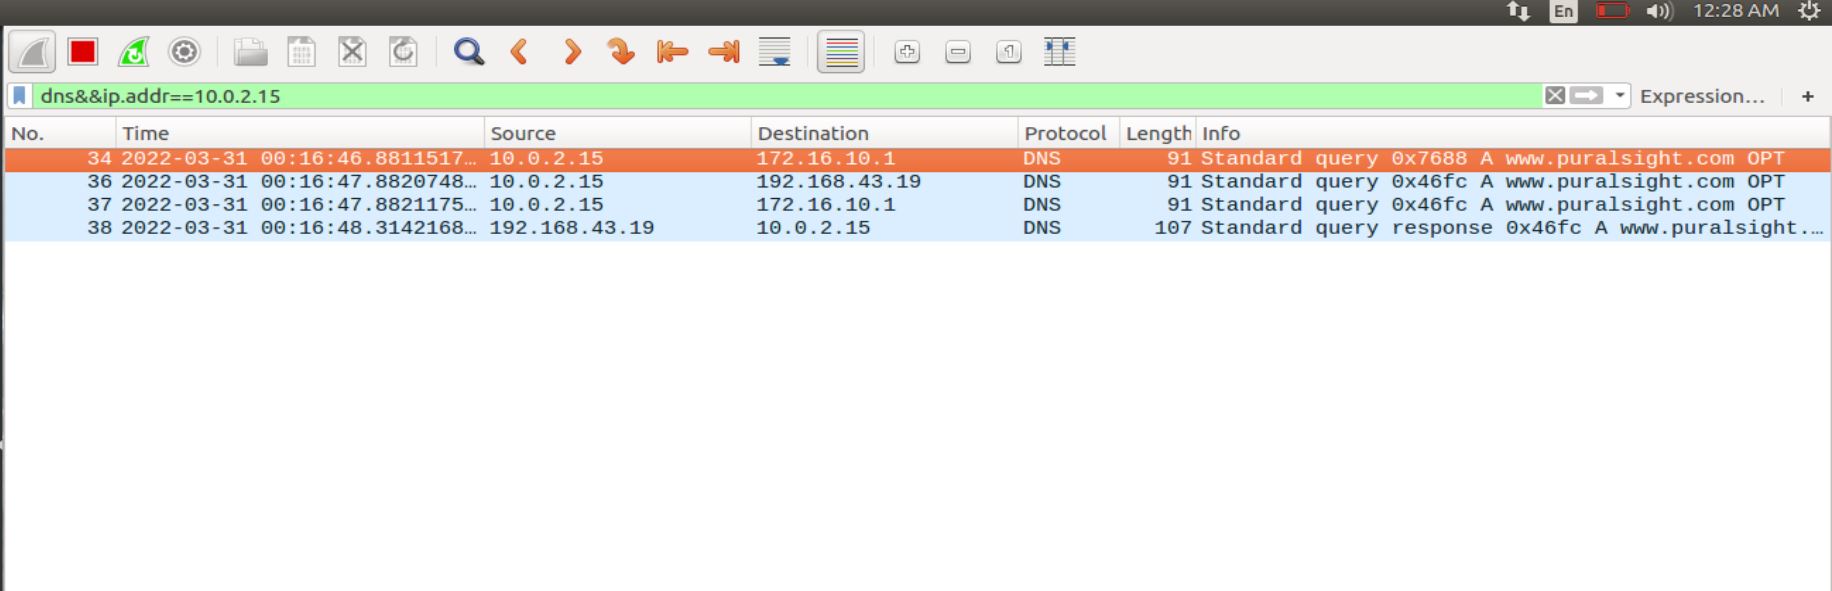 En 12:28 AM
dns&&ip.addr==10.0.2.15 Expression… +
No. Time Source Destination Protocol Length Info
34 2022-03-31 00:16:46.8811517… 10.0.2.15 172.16.10.1 DNS 91 Standard query 0x7688 A www.puralsight.com OPT
36 2022-03-31 00:16:47.8820748… 10.0.2.15 192.168.43.19 DNS 91 Standard query 0x46fc A www.puralsight.com OPT
37 2022-03-31 00:16:47.8821175… 10.0.2.15 172.16.10.1 DNS 91 Standard query 0x46fc A www.puralsight.com OPT
38 2022-03-31 00:16:48.3142168… 192.168.43.19 10.0.2.15 DNS 107 Standard query response 0x46fc A www.puralsight.…